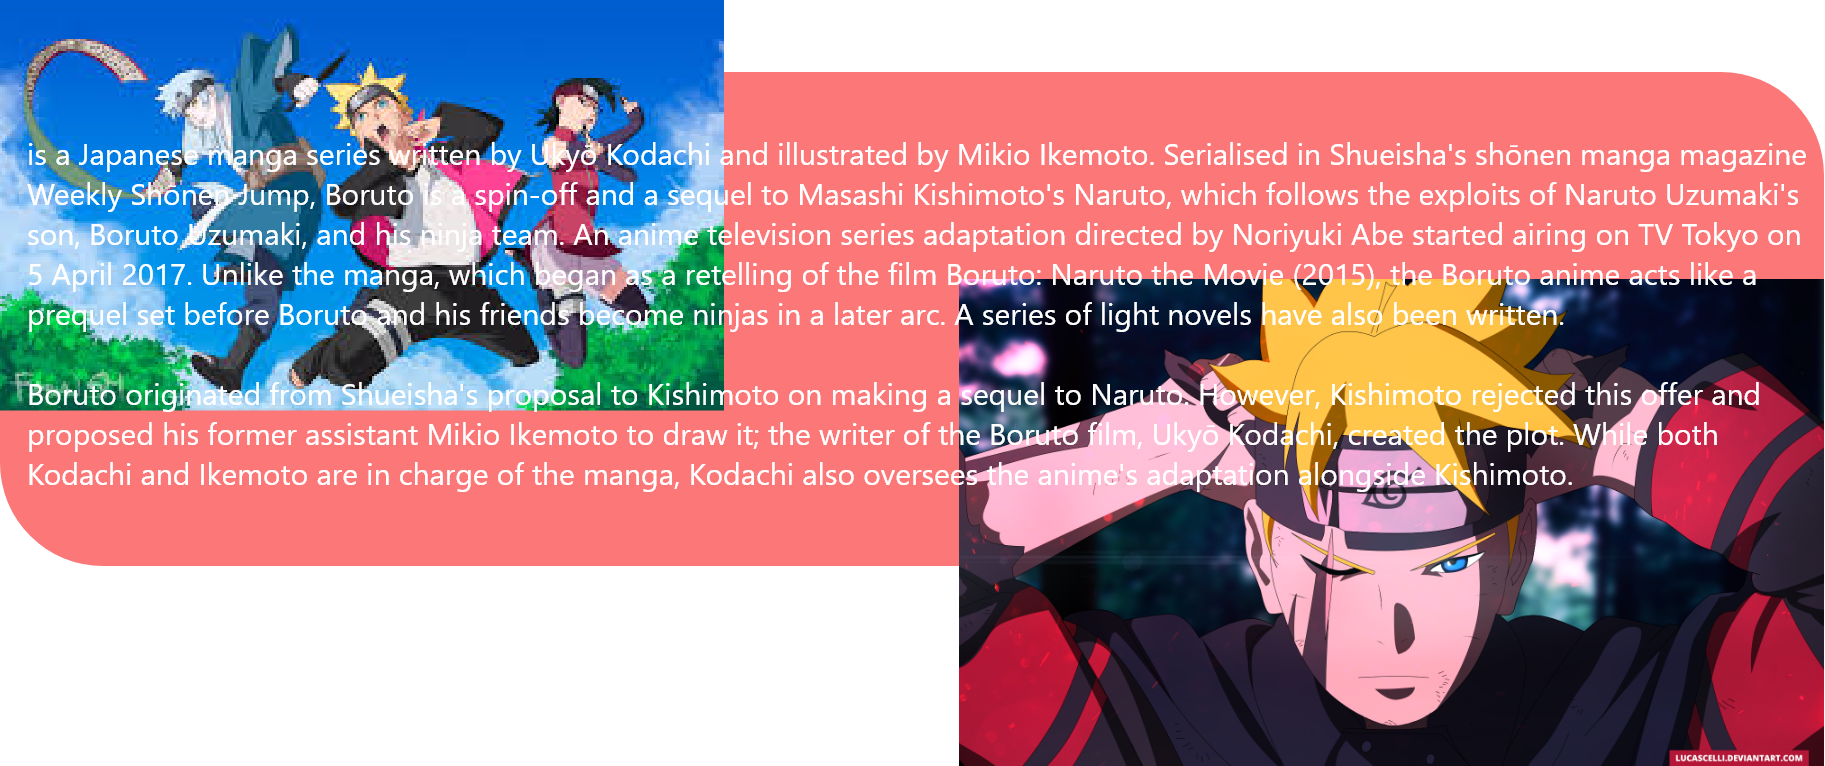 is a Japanese manga series written by Ukyō Kodachi and illustrated by Mikio Ikemoto. Serialised in Shueisha's shōnen manga magazine
Weekly Shōnen Jump, Boruto is a spin-off and a sequel to Masashi Kishimoto's Naruto, which follows the exploits of Naruto Uzumaki's
son, Boruto Uzumaki, and his ninja team. An anime television series adaptation directed by Noriyuki Abe started airing on TV Tokyo on
5 April 2017. Unlike the manga, which began as a retelling of the film Boruto: Naruto the Movie (2015), the Boruto anime acts like a
prequel set before Boruto and his friends become ninjas in a later arc. A series of light novels have also been written.
Boruto originated from Shueisha's proposal to Kishimoto on making a sequel to Naruto. However, Kishimoto rejected this offer and
proposed his former assistant Mikio Ikemoto to draw it; the writer of the Boruto film, Ukyō Kodachi, created the plot. While both
Kodachi and Ikemoto are in charge of the manga, Kodachi also oversees the anime's adaptation alongside Kishimoto.
LUCASCELLI.DEVIANTART.COM